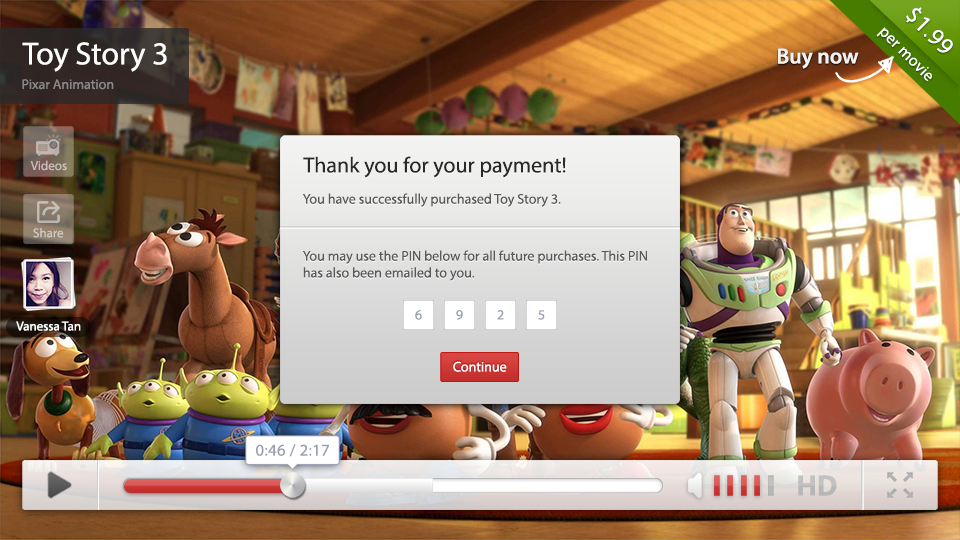 Toy Story 3
Pixar Animation
Buy now
$1.99
per movie
Videos
Share
Vanessa Tan
Thank you for your payment!
You have successfully purchased Toy Story 3.
You may use the PIN below for all future purchases. This PIN
has also been emailed to you.
6 9 2 5
Continue
0:46 / 2:17
HD